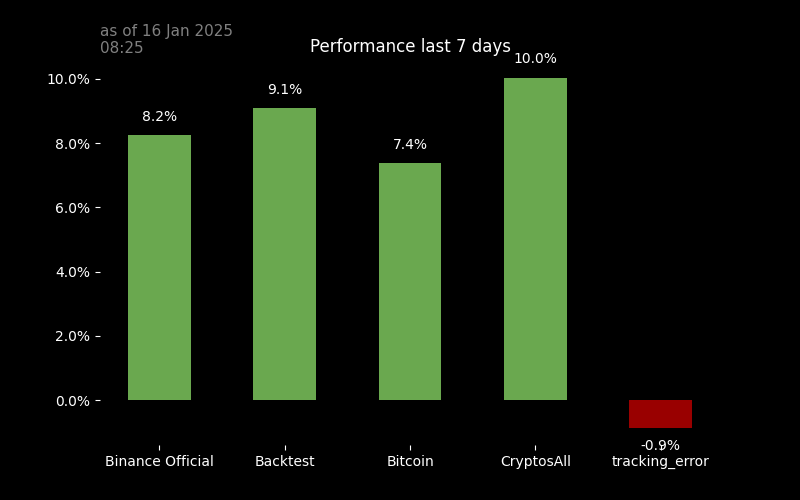 as of 16 Jan 2025
08:25
Performance last 7 days
10.0%
10.0%
9.1%
8.2%
8.0%
7.4%
6.0%
4.0%
2.0%
0.0%
-0.9%
Binance Official
Backtest
Bitcoin
CryptosAll
tracking_error